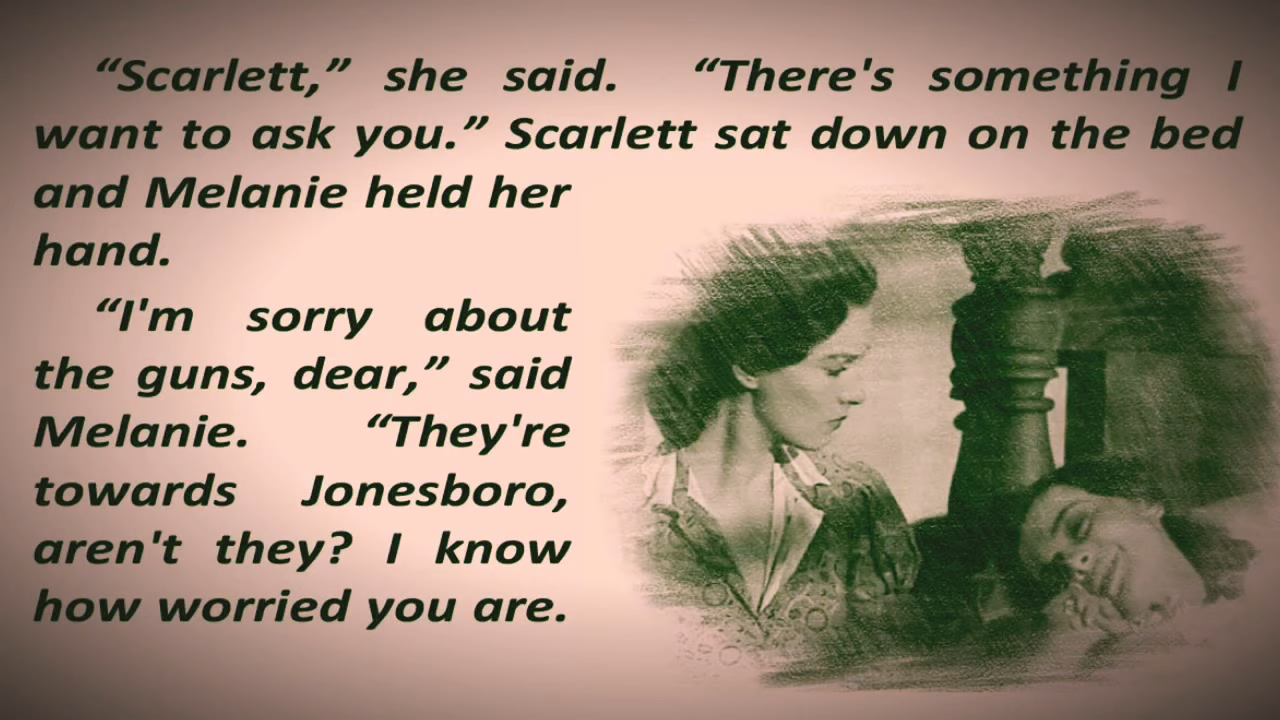 “Scarlett,” she said. “There's something I
want to ask you.” Scarlett sat down on the bed
and Melanie held her
hand.
“I'm sorry about
the guns, dear,” said
Melanie. “They're
towards Jonesboro,
aren't they? I know
how worried you are.